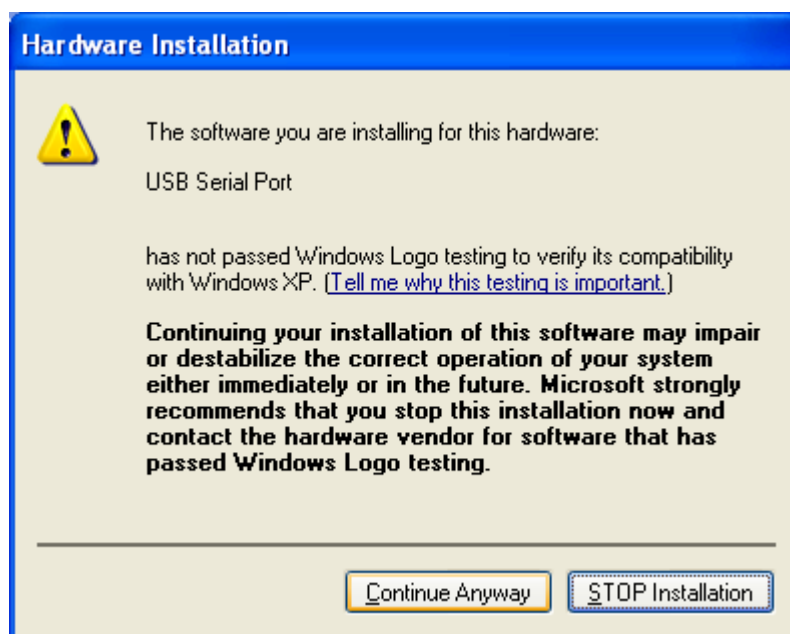 Hardware Installation
The software you are installing for this hardware:
USB Serial Port
has not passed Windows Logo testing to verify its compatibility
with Windows XP. (Tell me why this testing is important.)
Continuing your installation of this software may impair
or destabilize the correct operation of your system
either immediately or in the future. Microsoft strongly
recommends that you stop this installation now and
contact the hardware vendor for software that has
passed Windows Logo testing.
Continue Anyway STOP Installation